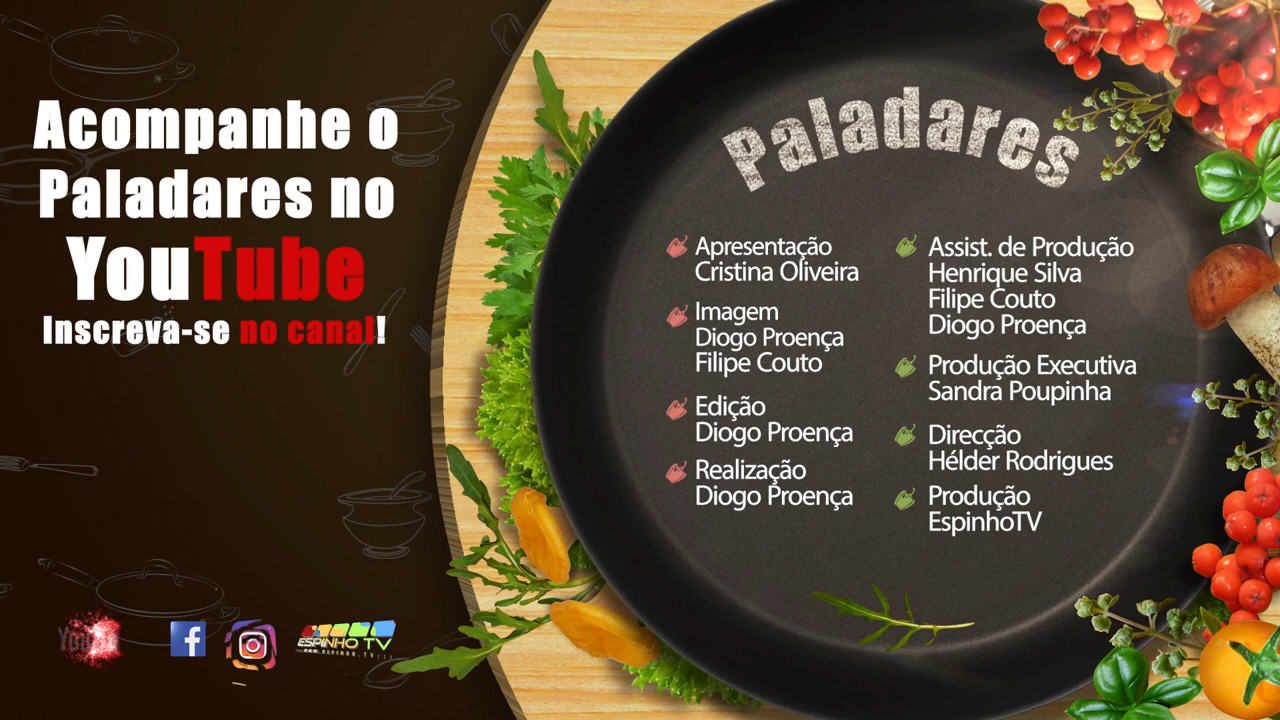 Acompanhe o
Paladares no
YouTube
Inscreva-se no canal!
Paladares
Apresentação
Cristina Oliveira
Imagem
Diogo Proença
Filipe Couto
Edição
Diogo Proença
Realização
Diogo Proença
Assist. de Produção
Henrique Silva
Filipe Couto
Diogo Proença
Produção Executiva
Sandra Poupinha
Direcção
Hélder Rodrigues
Produção
EspinhoTV
ESPINHO TV